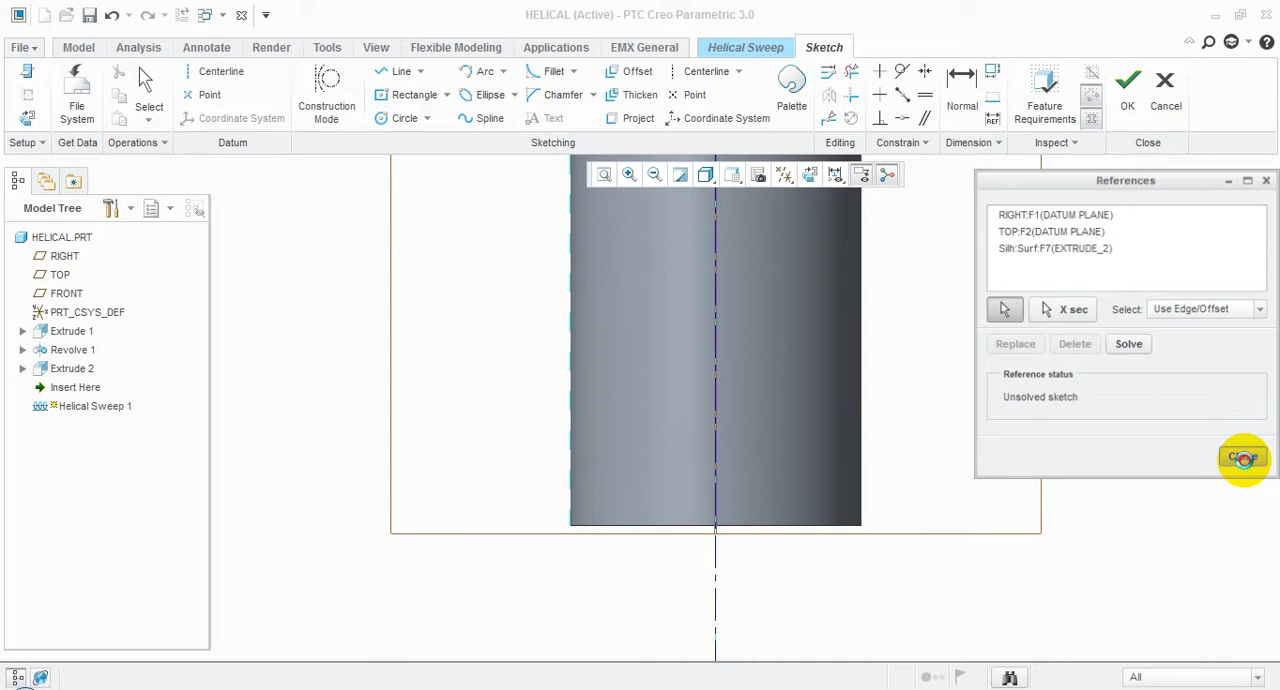 HELICAL (Active) - PTC Creo Parametric 3.0
File Model Analysis Annotate Render Tools View Flexible Modeling Applications EMX General Helical Sweep Sketch
File System
Select
Centerline
Point
Coordinate System
Construction Mode
Line Arc Fillet Offset Centerline
Rectangle Ellipse Chamfer Thicken Point
Circle Spline Text Project Coordinate System
Palette
Normal
REF
Feature Requirements
OK
Cancel
Setup Get Data Operations Datum Sketching Editing Constrain Dimension Inspect Close
Model Tree
HELICAL.PRT
RIGHT
TOP
FRONT
PRT_CSYS_DEF
Extrude 1
Revolve 1
Extrude 2
Insert Here
Helical Sweep 1
References
RIGHT:F1(DATUM PLANE)
TOP:F2(DATUM PLANE)
Silh:Surf:F7(EXTRUDE_2)
X sec Select: Use Edge/Offset
Replace Delete Solve
Reference status
Unsolved sketch
Close
All